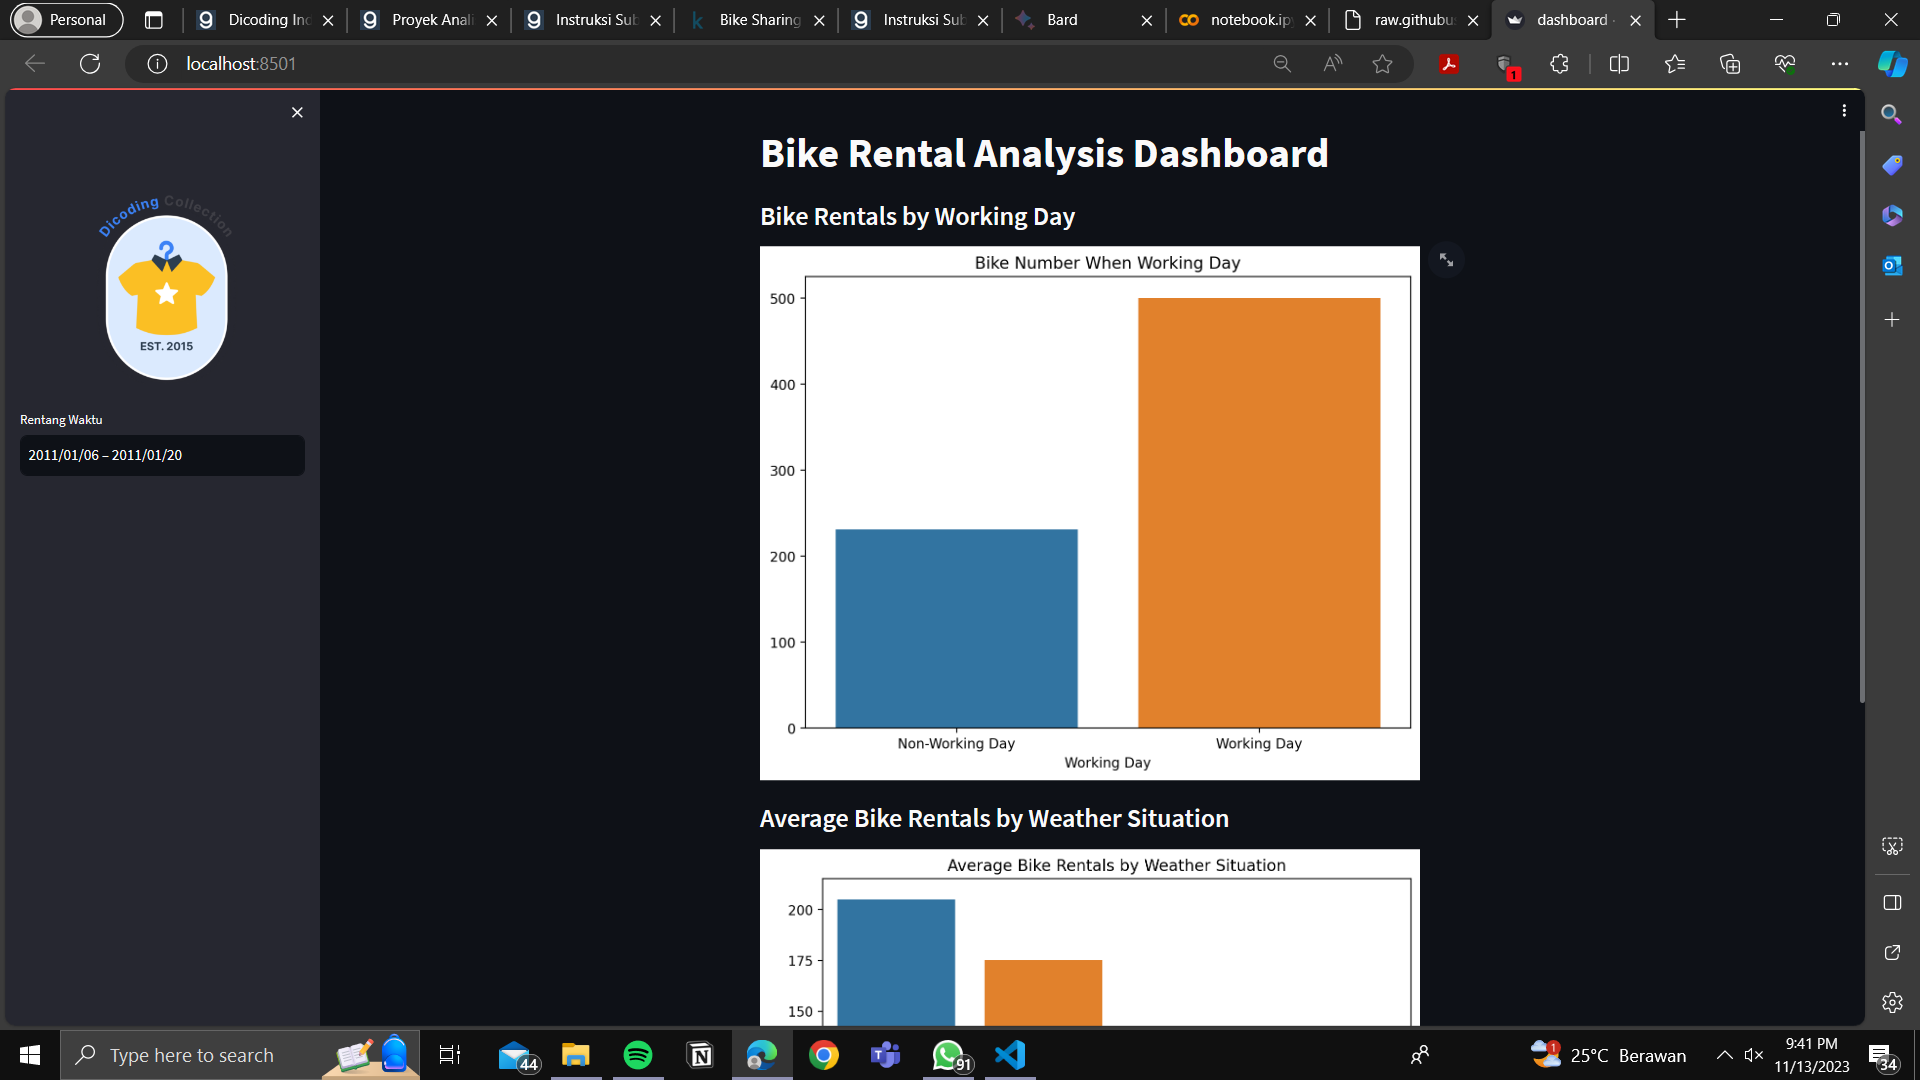 Personal
Dicoding Ind
Proyek Anali
Instruksi Sub
Bike Sharing
Instruksi Sub
Bard
notebook.ip
raw.githubu
dashboard
localhost:8501
1
Dicoding Collection
EST. 2015
Rentang Waktu
2011/01/06 – 2011/01/20
Bike Rental Analysis Dashboard
Bike Rentals by Working Day
Bike Number When Working Day
500
400
300
200
100
0
Non-Working Day
Working Day
Working Day
Average Bike Rentals by Weather Situation
Average Bike Rentals by Weather Situation
200
175
150
Type here to search
44
91
1
25°C Berawan
9:41 PM
11/13/2023
34